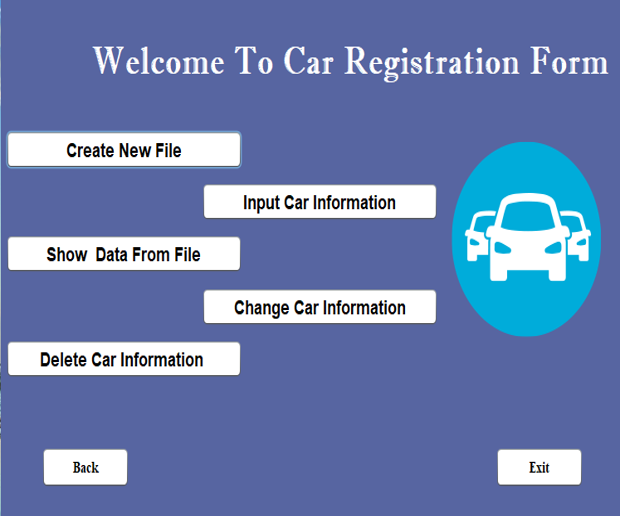 Welcome To Car Registration Form
Create New File
Input Car Information
Show  Data From File
Change Car Information
Delete Car Information
Back
Exit